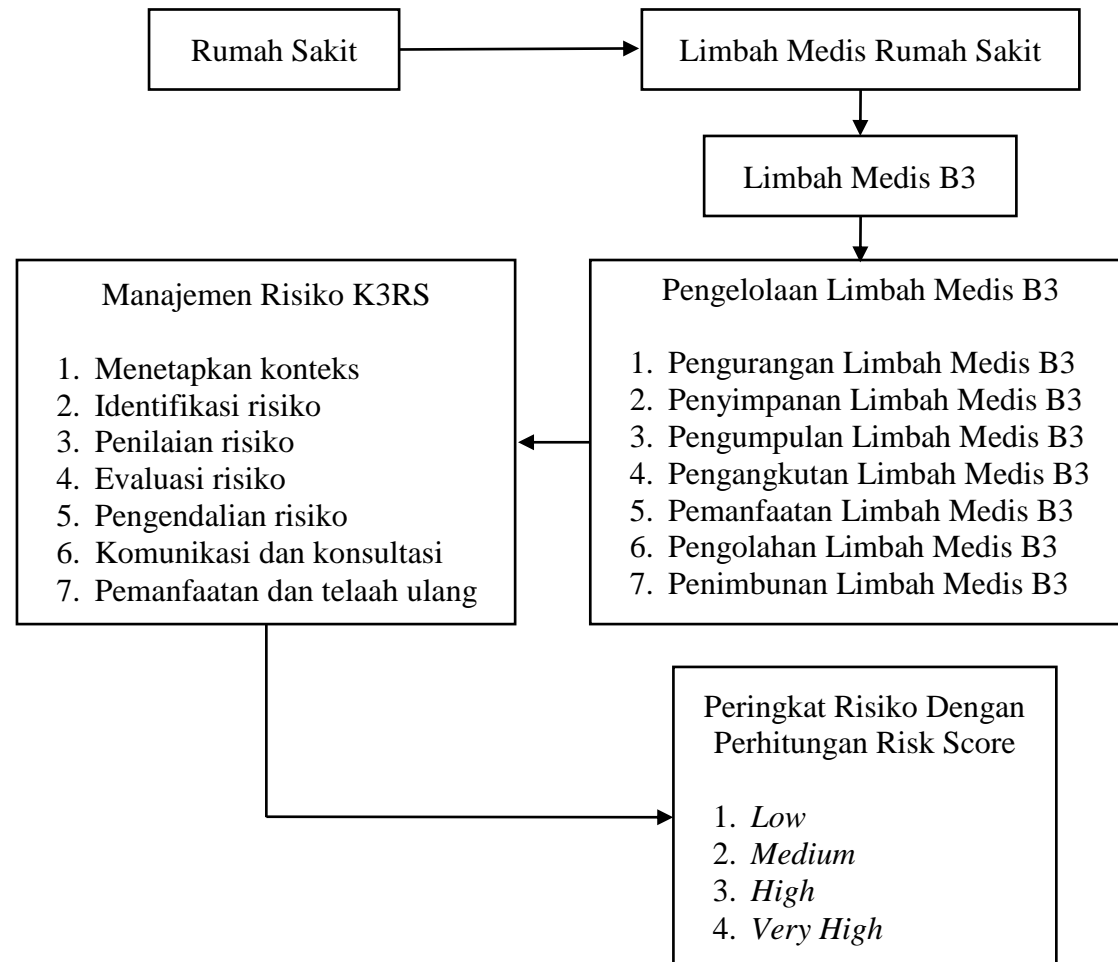 Rumah Sakit
Limbah Medis Rumah Sakit
Limbah Medis B3
Pengelolaan Limbah Medis B3
1. Pengurangan Limbah Medis B3
2. Penyimpanan Limbah Medis B3
3. Pengumpulan Limbah Medis B3
4. Pengangkutan Limbah Medis B3
5. Pemanfaatan Limbah Medis B3
6. Pengolahan Limbah Medis B3
7. Penimbunan Limbah Medis B3
Manajemen Risiko K3RS
1. Menetapkan konteks
2. Identifikasi risiko
3. Penilaian risiko
4. Evaluasi risiko
5. Pengendalian risiko
6. Komunikasi dan konsultasi
7. Pemanfaatan dan telaah ulang
Peringkat Risiko Dengan
Perhitungan Risk Score
1. Low
2. Medium
3. High
4. Very High